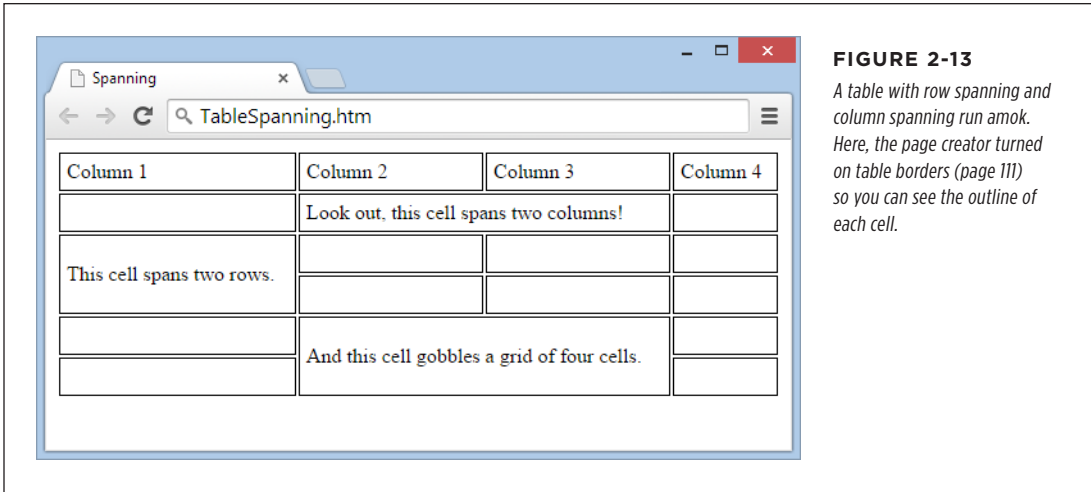 Spanning
TableSpanning.htm
Column 1
Column 2
Column 3
Column 4
Look out, this cell spans two columns!
This cell spans two rows.
And this cell gobbles a grid of four cells.
FIGURE 2-13
A table with row spanning and
column spanning run amok.
Here, the page creator turned
on table borders (page 111)
so you can see the outline of
each cell.